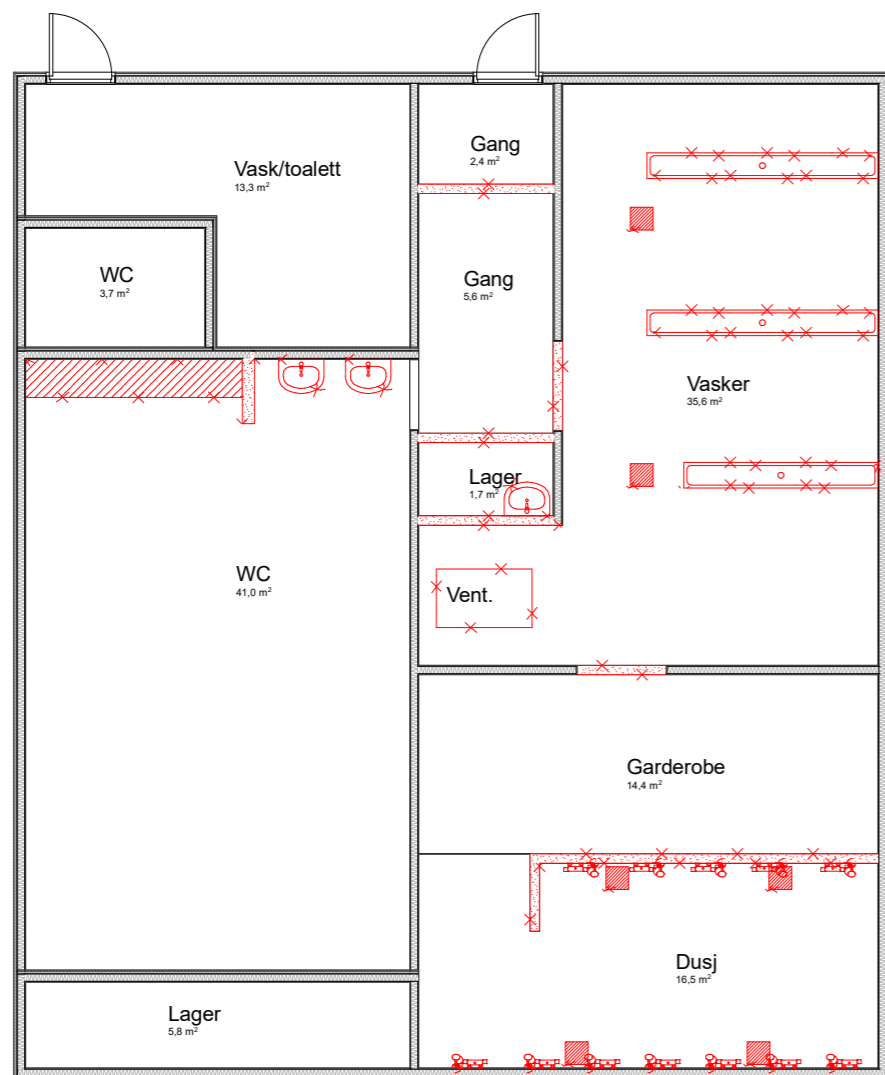 Vask/toalett
13,3 m²
Gang
2,4 m²
WC
3,7 m²
Gang
5,6 m²
Vasker
35,6 m²
Lager
1,7 m²
WC
41,0 m²
Vent.
Garderobe
14,4 m²
Dusj
16,5 m²
Lager
5,8 m²